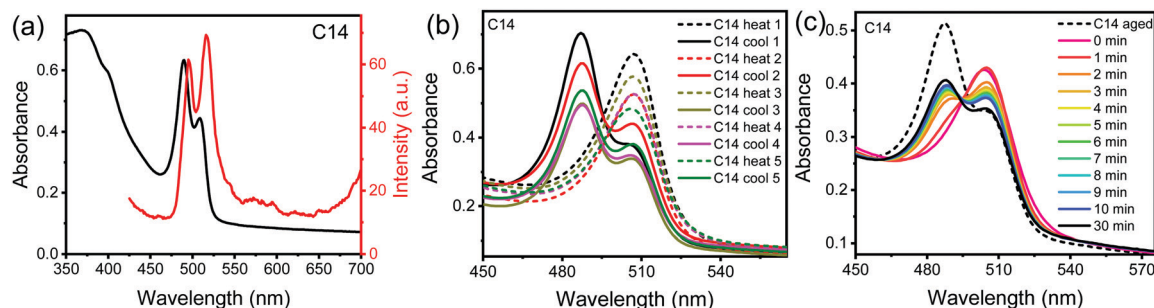 (a)
C14
0.6
0.4
0.2
0.0
Absorbance
60
40
20
0
Intensity (a.u.)
350 400 450 500 550 600 650 700
Wavelength (nm)
(b)
C14
C14 heat 1
C14 cool 1
C14 heat 2
C14 cool 2
C14 heat 3
C14 cool 3
C14 heat 4
C14 cool 4
C14 heat 5
C14 cool 5
0.6
0.4
0.2
Absorbance
450 480 510 540
Wavelength (nm)
(c)
C14
C14 aged
0 min
1 min
2 min
3 min
4 min
5 min
6 min
7 min
8 min
9 min
10 min
30 min
0.5
0.4
0.3
0.2
0.1
Absorbance
450 480 510 540 570
Wavelength (nm)